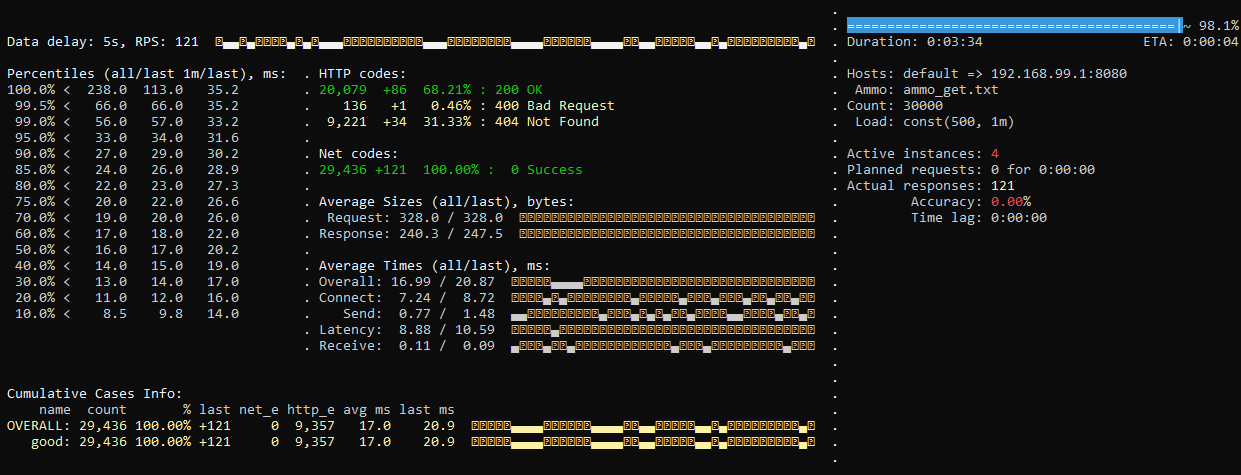 Data delay: 5s, RPS: 121
Percentiles (all/last 1m/last), ms:
100.0% < 238.0 113.0 35.2
99.5% < 66.0 66.0 35.2
99.0% < 56.0 57.0 33.2
95.0% < 33.0 34.0 31.6
90.0% < 27.0 29.0 30.2
85.0% < 24.0 26.0 28.9
80.0% < 22.0 23.0 27.3
75.0% < 20.0 22.0 26.6
70.0% < 19.0 20.0 26.0
60.0% < 17.0 18.0 22.0
50.0% < 16.0 17.0 20.2
40.0% < 14.0 15.0 19.0
30.0% < 13.0 14.0 17.0
20.0% < 11.0 12.0 16.0
10.0% < 8.5 9.8 14.0
. HTTP codes:
. 20,079 +86 68.21% : 200 OK
. 136 +1 0.46% : 400 Bad Request
. 9,221 +34 31.33% : 404 Not Found
.
. Net codes:
. 29,436 +121 100.00% : 0 Success
.
. Average Sizes (all/last), bytes:
. Request: 328.0 / 328.0
. Response: 240.3 / 247.5
.
. Average Times (all/last), ms:
. Overall: 16.99 / 20.87
. Connect: 7.24 / 8.72
. Send: 0.77 / 1.48
. Latency: 8.88 / 10.59
. Receive: 0.11 / 0.09
Cumulative Cases Info:
name count % last net_e http_e avg ms last ms
OVERALL: 29,436 100.00% +121 0 9,357 17.0 20.9
good: 29,436 100.00% +121 0 9,357 17.0 20.9
==========================================|~ 98.1%
Duration: 0:03:34 ETA: 0:00:04
Hosts: default => 192.168.99.1:8080
Ammo: ammo_get.txt
Count: 30000
Load: const(500, 1m)
Active instances: 4
Planned requests: 0 for 0:00:00
Actual responses: 121
Accuracy: 0.00%
Time lag: 0:00:00